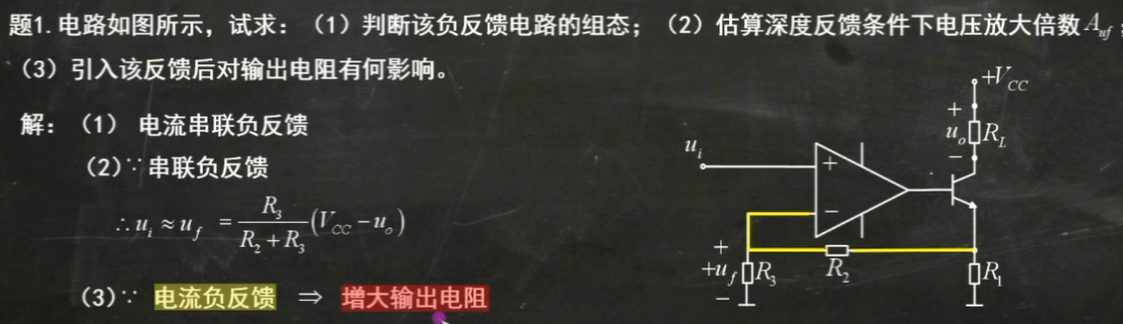 题1.电路如图所示，试求：（1）判断该负反馈电路的组态；（2）估算深度反馈条件下电压放大倍数 A_{uf}；
（3）引入该反馈后对输出电阻有何影响。
解：（1） 电流串联负反馈
（2）∵ 串联负反馈
∴ u_i ≈ u_f = \frac{R_3}{R_2 + R_3}(V_{CC} - u_o)
（3）∵ 电流负反馈 ⇒ 增大输出电阻
+V_{CC}
+
u_o R_L
−
u_i
+
−
+
+u_f R_3
−
R_2
R_1